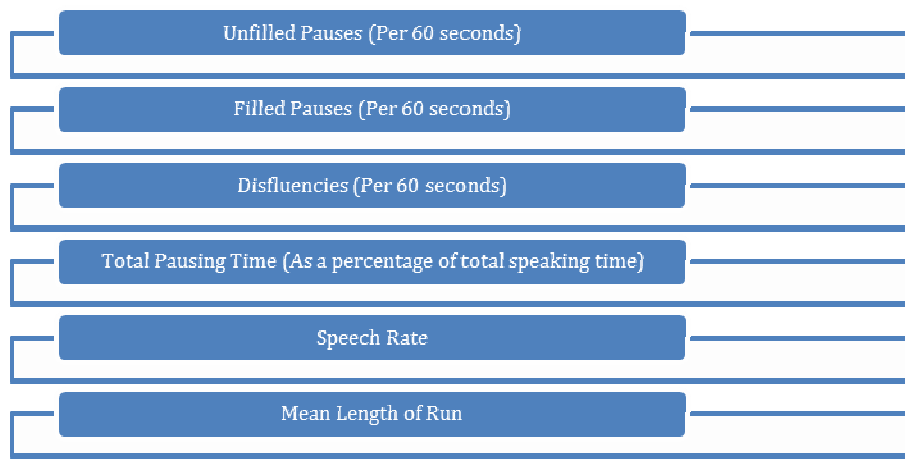 Unfilled Pauses (Per 60 seconds)
Filled Pauses (Per 60 seconds)
Disfluencies (Per 60 seconds)
Total Pausing Time (As a percentage of total speaking time)
Speech Rate
Mean Length of Run